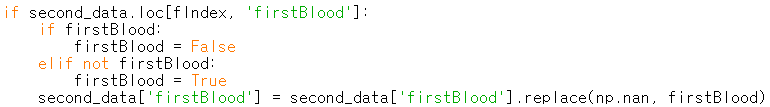 if second_data.loc[fIndex, 'firstBlood']:
    if firstBlood:
        firstBlood = False
    elif not firstBlood:
        firstBlood = True
    second_data['firstBlood'] = second_data['firstBlood'].replace(np.nan, firstBlood)